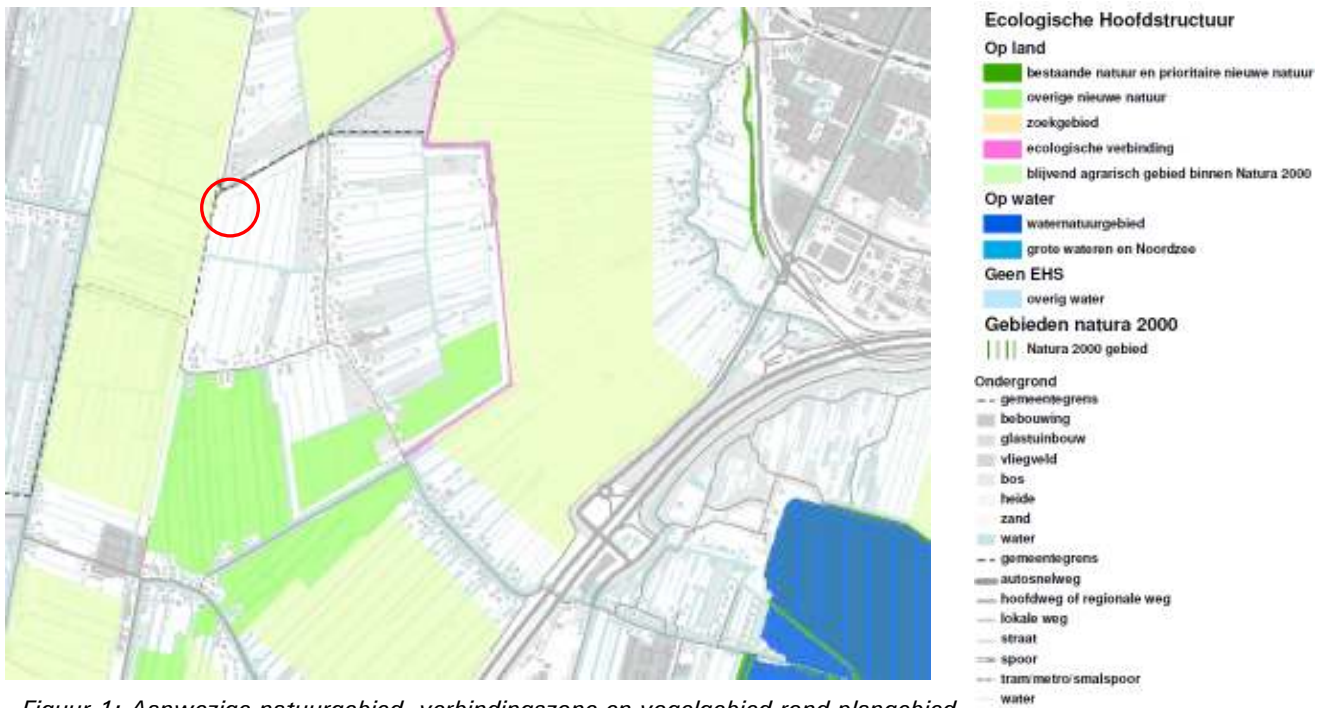 Ecologische Hoofdstructuur
Op land
bestaande natuur en prioritaire nieuwe natuur
overige nieuwe natuur
zoekgebied
ecologische verbinding
blijvend agrarisch gebied binnen Natura 2000
Op water
waternatuurgebied
grote wateren en Noordzee
Geen EHS
overig water
Gebieden natura 2000
Natura 2000 gebied
Ondergrond
gemeentegrens
bebouwing
glastuinbouw
vliegveld
bos
heide
zand
water
gemeentegrens
autosnelweg
hoofdweg of regionale weg
lokale weg
straat
spoor
tram/metro/smalspoor
water
Figuur 1: Aanwezige natuurgebied, verbindingszone en vogelgebied rond plangebied